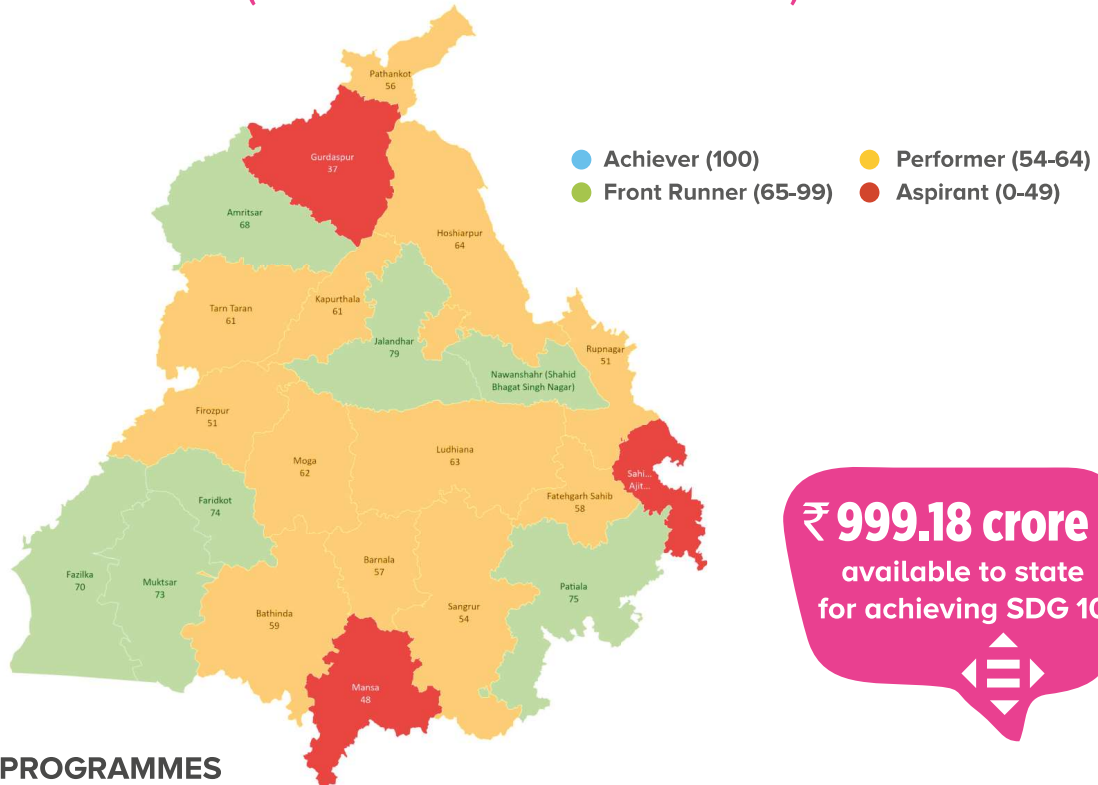 Pathankot
56
Gurdaspur
37
Achiever (100)
Performer (54-64)
Front Runner (65-99)
Aspirant (0-49)
Amritsar
68
Hoshiarpur
64
Tarn Taran
61
Kapurthala
61
Jalandhar
79
Rupnagar
51
Nawanshahr (Shahid
Bhagat Singh Nagar)
Firozpur
51
Moga
62
Ludhiana
63
Sahi...
Ajit...
Faridkot
74
Fatehgarh Sahib
58
Fazilka
70
Muktsar
73
Barnala
57
Patiala
75
Bathinda
59
Sangrur
54
Mansa
48
₹ 999.18 crore
available to state
for achieving SDG 10
PROGRAMMES